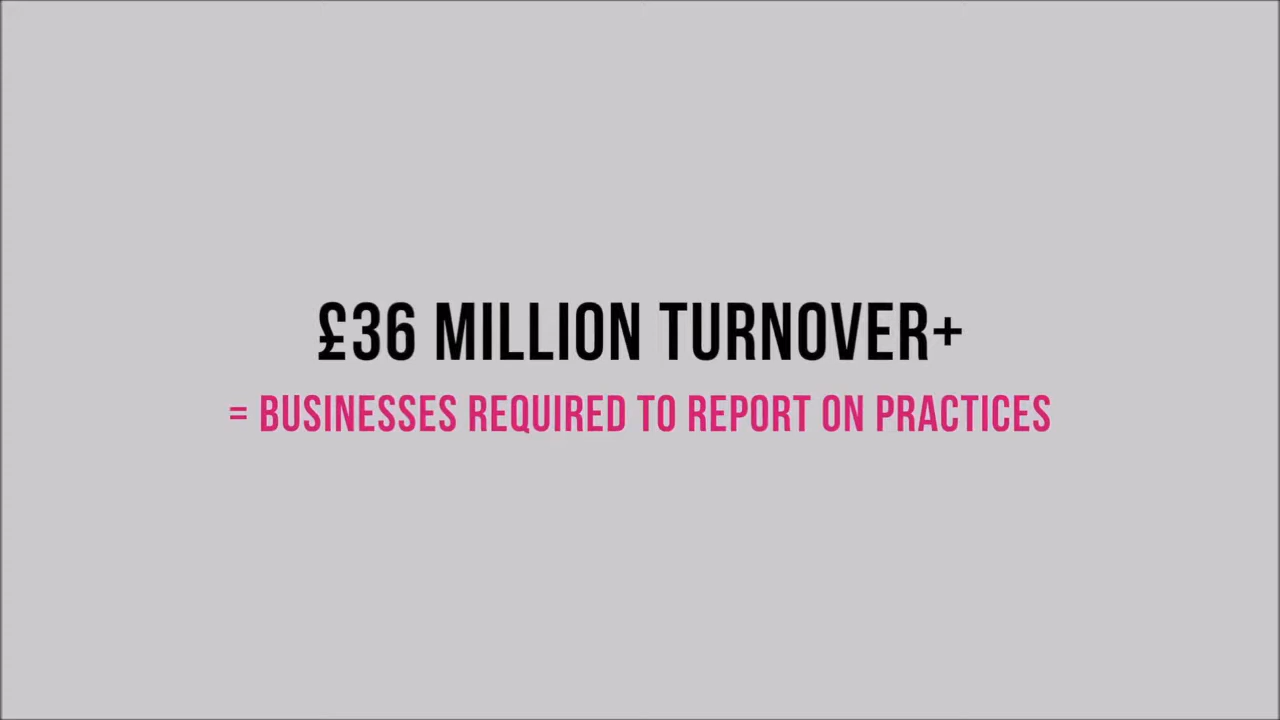 £36 MILLION TURNOVER+
= BUSINESSES REQUIRED TO REPORT ON PRACTICES